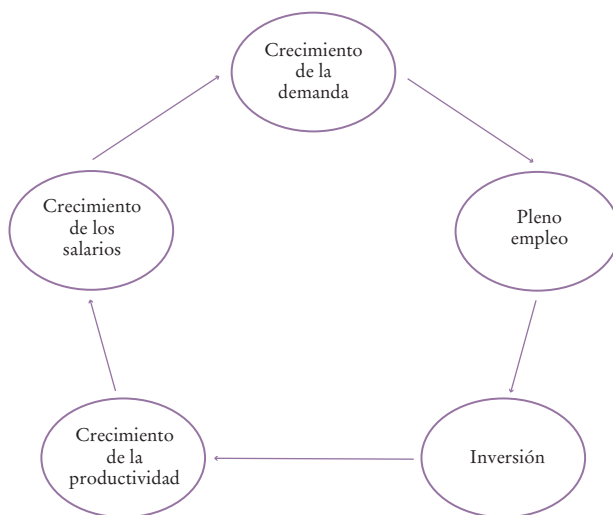 Crecimiento
de la
demanda
Pleno
empleo
Inversión
Crecimiento
de la
productividad
Crecimiento
de los
salarios